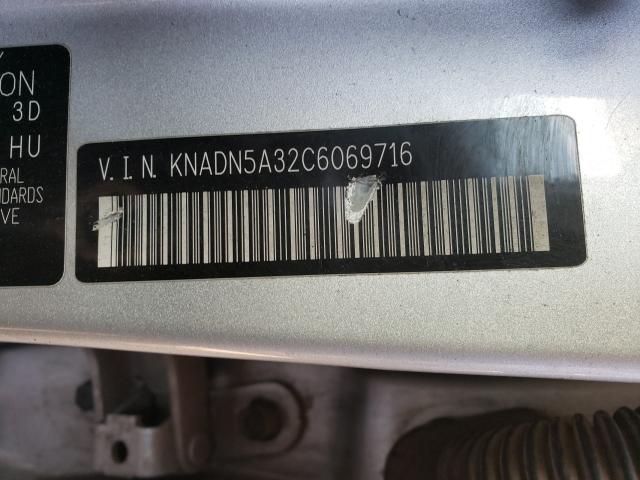 ON
3D
HU
V.I.N. KNADN5A32C6069716
RAL
NDARDS
VE